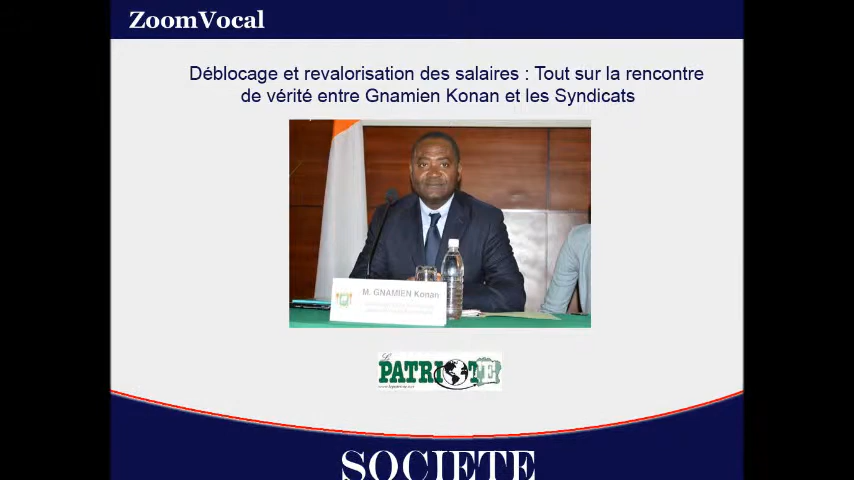 ZoomVocal
Déblocage et revalorisation des salaires : Tout sur la rencontre
de vérité entre Gnamien Konan et les Syndicats
M. GNAMIEN Konan
Le
PATRIOTE
SOCIETE